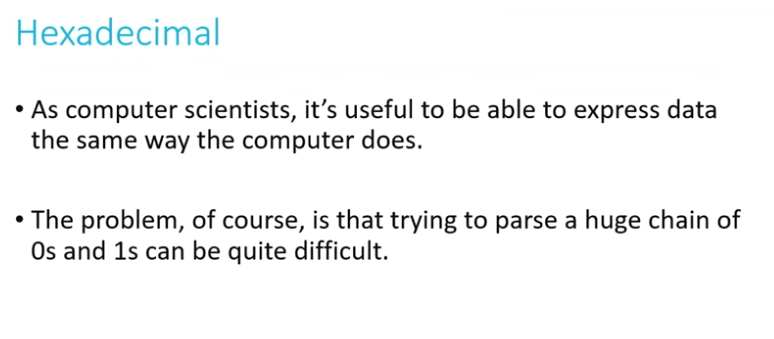 Hexadecimal
• As computer scientists, it's useful to be able to express data
the same way the computer does.
• The problem, of course, is that trying to parse a huge chain of
0s and 1s can be quite difficult.